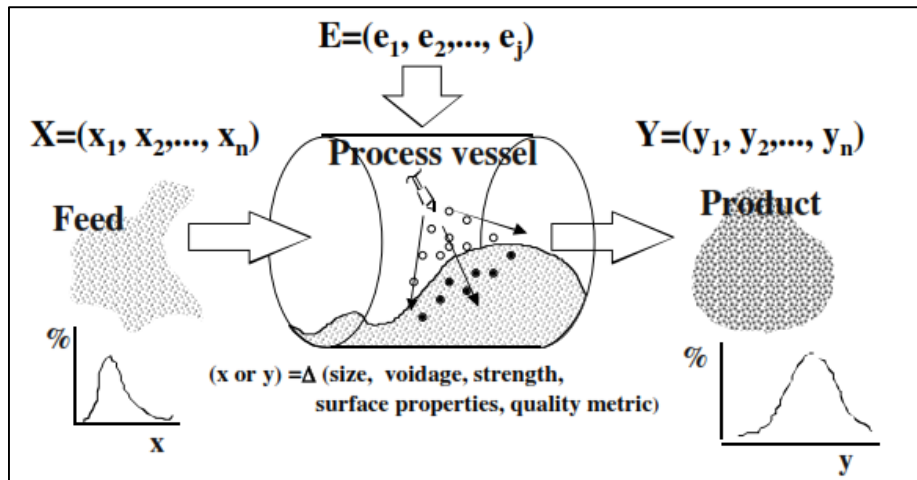 E=(e₁, e₂,..., eⱼ)
X=(x₁, x₂,..., xₙ)
Y=(y₁, y₂,..., yₙ)
Process vessel
Feed
Product
%
x
(x or y) =Δ (size, voidage, strength,
surface properties, quality metric)
%
y